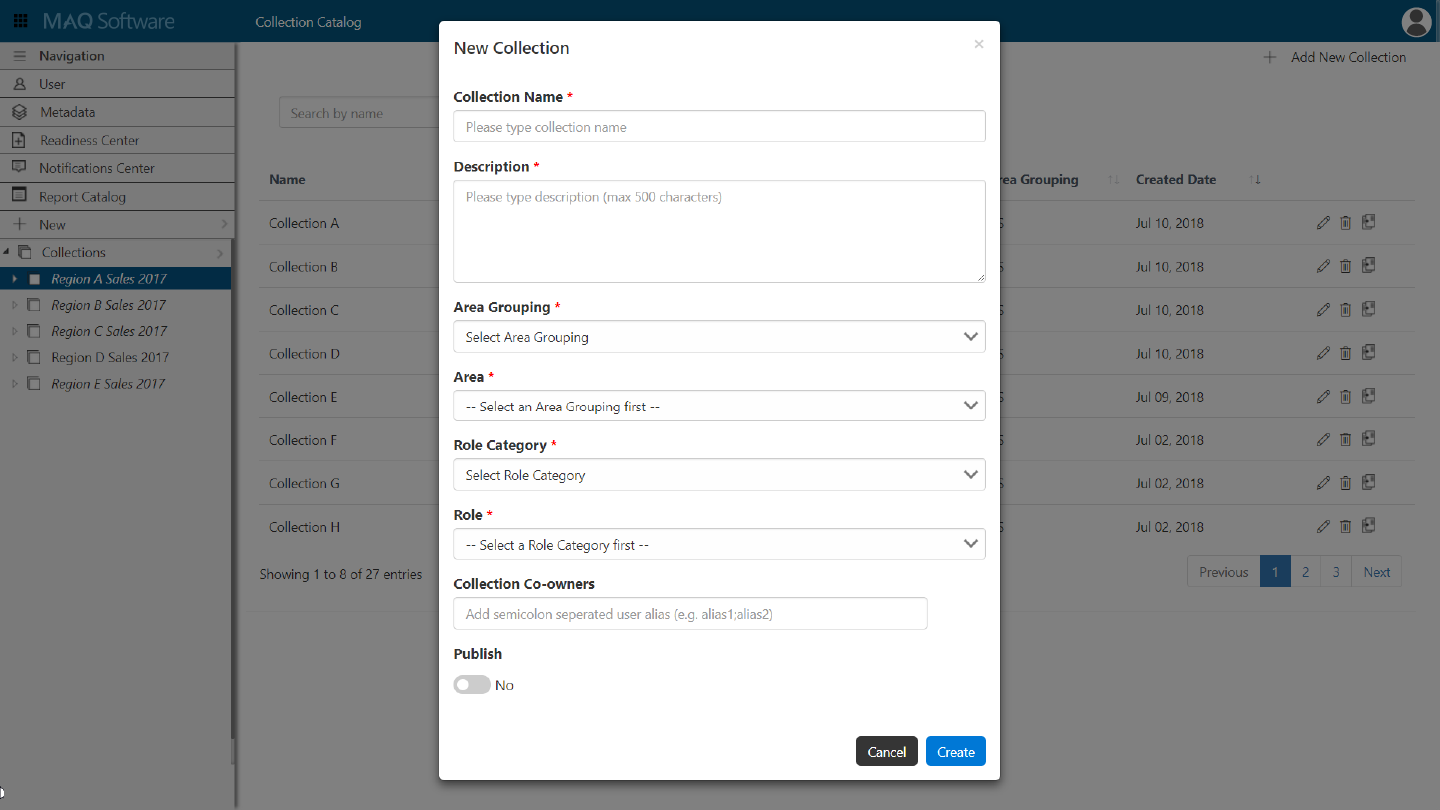 MAQ Software
Collection Catalog
Navigation
User
Metadata
Readiness Center
Notifications Center
Report Catalog
New
Collections
Region A Sales 2017
Region B Sales 2017
Region C Sales 2017
Region D Sales 2017
Region E Sales 2017
Add New Collection
Search by name
Name
rea Grouping
Created Date
Collection A
S
Jul 10, 2018
Collection B
S
Jul 10, 2018
Collection C
S
Jul 10, 2018
Collection D
S
Jul 10, 2018
Collection E
S
Jul 09, 2018
Collection F
S
Jul 02, 2018
Collection G
S
Jul 02, 2018
Collection H
S
Jul 02, 2018
Showing 1 to 8 of 27 entries
Previous 1 2 3 Next
New Collection ×
Collection Name *
Please type collection name
Description *
Please type description (max 500 characters)
Area Grouping *
Select Area Grouping
Area *
-- Select an Area Grouping first --
Role Category *
Select Role Category
Role *
-- Select a Role Category first --
Collection Co-owners
Add semicolon seperated user alias (e.g. alias1;alias2)
Publish
No
Cancel Create